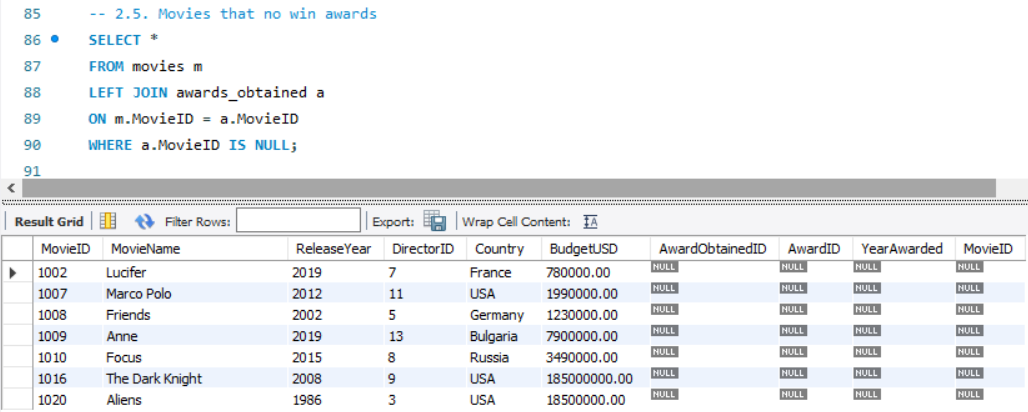 85 -- 2.5. Movies that no win awards
86 SELECT *
87 FROM movies m
88 LEFT JOIN awards_obtained a
89 ON m.MovieID = a.MovieID
90 WHERE a.MovieID IS NULL;
91
Result Grid Filter Rows: Export: Wrap Cell Content: IA
MovieID MovieName ReleaseYear DirectorID Country BudgetUSD AwardObtainedID AwardID YearAwarded MovieID
1002 Lucifer 2019 7 France 780000.00 NULL NULL NULL NULL
1007 Marco Polo 2012 11 USA 1990000.00 NULL NULL NULL NULL
1008 Friends 2002 5 Germany 1230000.00 NULL NULL NULL NULL
1009 Anne 2019 13 Bulgaria 7900000.00 NULL NULL NULL NULL
1010 Focus 2015 8 Russia 3490000.00 NULL NULL NULL NULL
1016 The Dark Knight 2008 9 USA 185000000.00 NULL NULL NULL NULL
1020 Aliens 1986 3 USA 18500000.00 NULL NULL NULL NULL